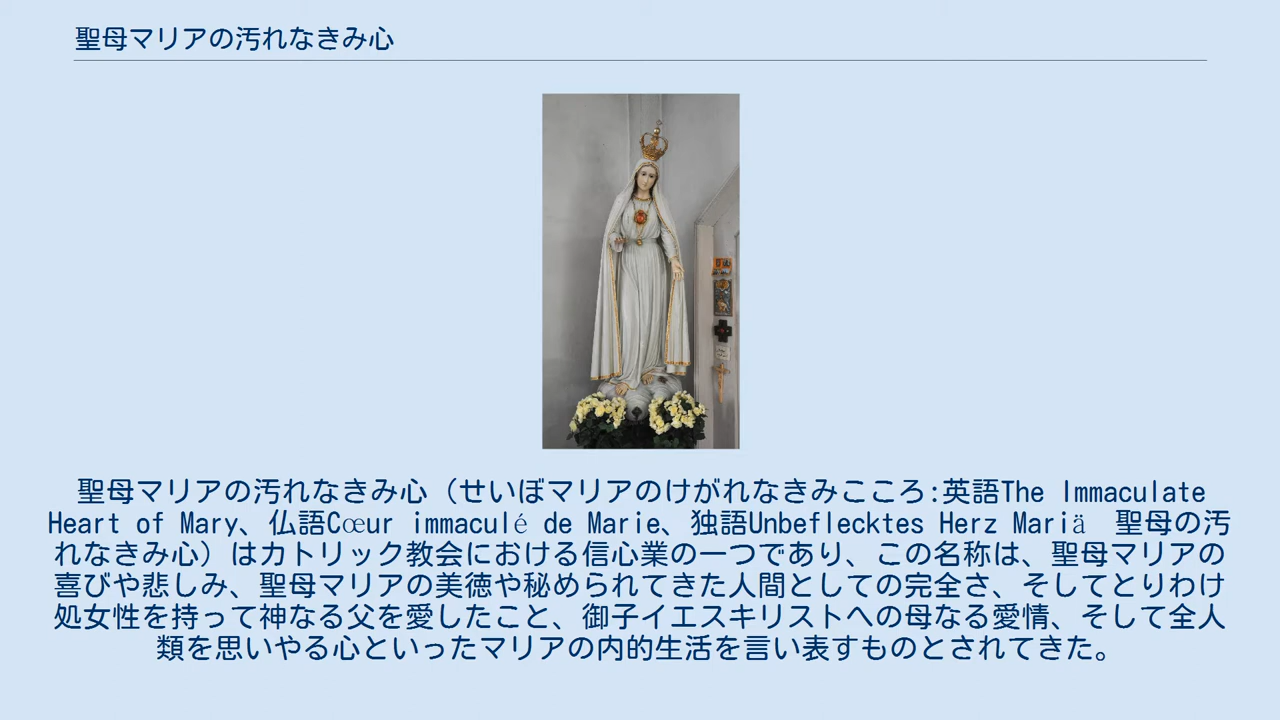 聖母マリアの汚れなきみ心
聖母マリアの汚れなきみ心（せいぼマリアのけがれなきみこころ:英語The Immaculate
Heart of Mary、仏語Cœur immaculé de Marie、独語Unbeflecktes Herz Mariä　聖母の汚
れなきみ心）はカトリック教会における信心業の一つであり、この名称は、聖母マリアの
喜びや悲しみ、聖母マリアの美徳や秘められてきた人間としての完全さ、そしてとりわけ
処女性を持って神なる父を愛したこと、御子イエスキリストへの母なる愛情、そして全人
類を思いやる心といったマリアの内的生活を言い表すものとされてきた。